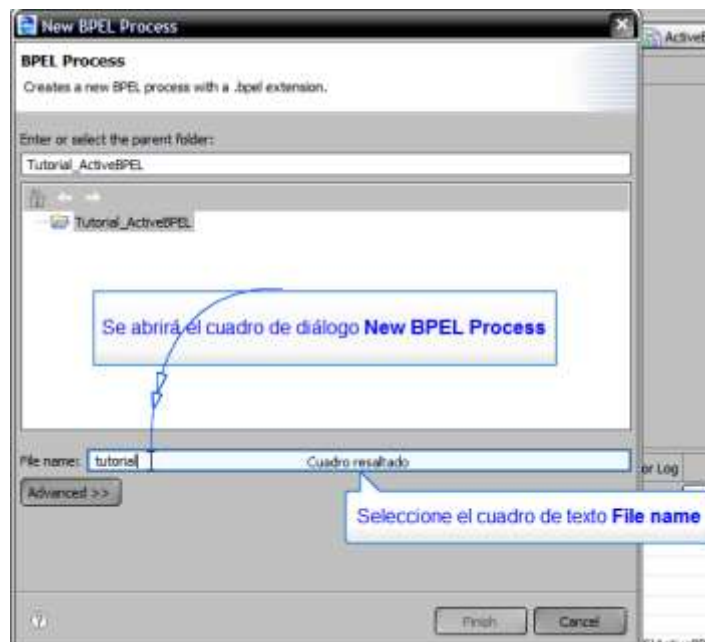 New BPEL Process
BPEL Process
Creates a new BPEL process with a .bpel extension.
Enter or select the parent folder:
Tutorial_ActiveBPEL
Tutorial_ActiveBPEL
Se abrirá el cuadro de diálogo New BPEL Process
File name: tutorial
Cuadro resaltado
or Log
Advanced >>
Seleccione el cuadro de texto File name
Finish
Cancel